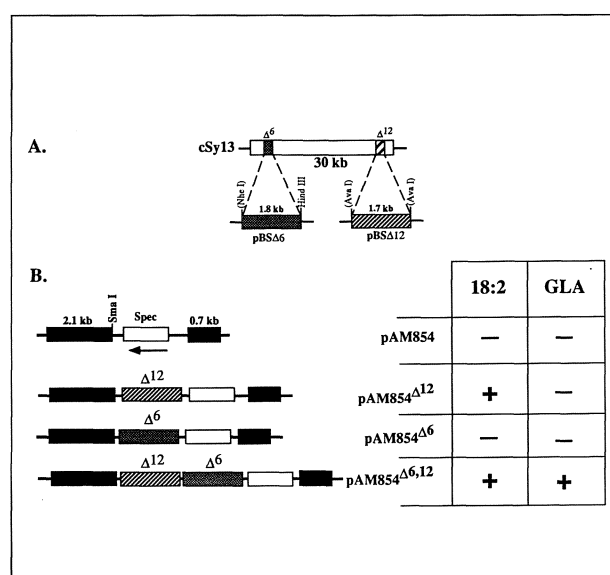 A.
Δ6 Δ12
cSy13
30 kb
(Nhe I) Hind III (Ava I) (Ava I)
1.8 kb 1.7 kb
pBSΔ6 pBSΔ12
B.
18:2 GLA
2.1 kb Sma I Spec 0.7 kb
pAM854 − −
Δ12
pAM854Δ12 + −
Δ6
pAM854Δ6 − −
Δ12 Δ6
pAM854Δ6,12 + +